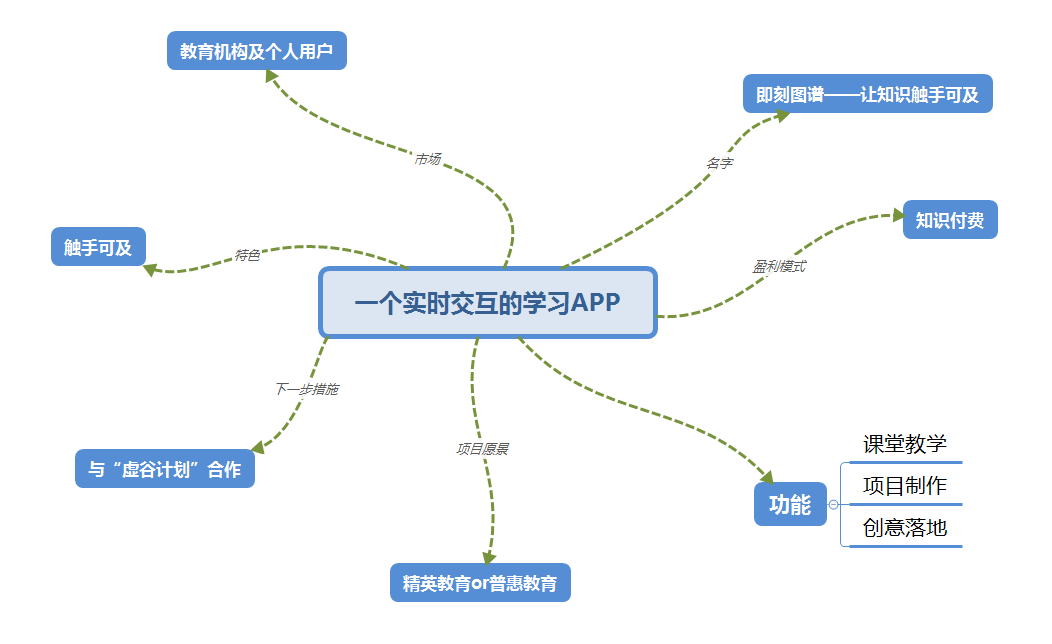 教育机构及个人用户
即刻图谱——让知识触手可及
市场
名字
知识付费
触手可及
特色
盈利模式
一个实时交互的学习APP
下一步措施
项目愿景
课堂教学
与“虚谷计划”合作
项目制作
功能
创意落地
精英教育or普惠教育